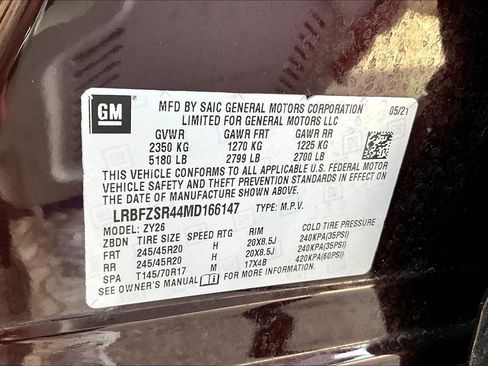 GM
MFD BY SAIC GENERAL MOTORS CORPORATION 05/21
LIMITED FOR GENERAL MOTORS LLC
GVWR GAWR FRT GAWR RR
2350 KG 1270 KG 1225 KG
5180 LB 2799 LB 2700 LB
THIS VEHICLE CONFORMS TO ALL APPLICABLE U.S. FEDERAL MOTOR
VEHICLE SAFETY AND THEFT PREVENTION STANDARDS IN EFFECT ON
THE DATE OF MANUFACTURE SHOWN ABOVE.
LRBFZSR44MD166147 TYPE: M.P.V.
MODEL: ZY26
ZBDN TIRE SIZE SPEED RTG RIM COLD TIRE PRESSURE
FRT 245/45R20 H 20X8.5J 240KPA(35PSI)
RR 245/45R20 H 20X8.5J 240KPA(35PSI)
SPA T145/70R17 M 17X4B 420KPA(60PSI)
SEE OWNER'S MANUAL FOR ADDITIONAL INFORMATION.